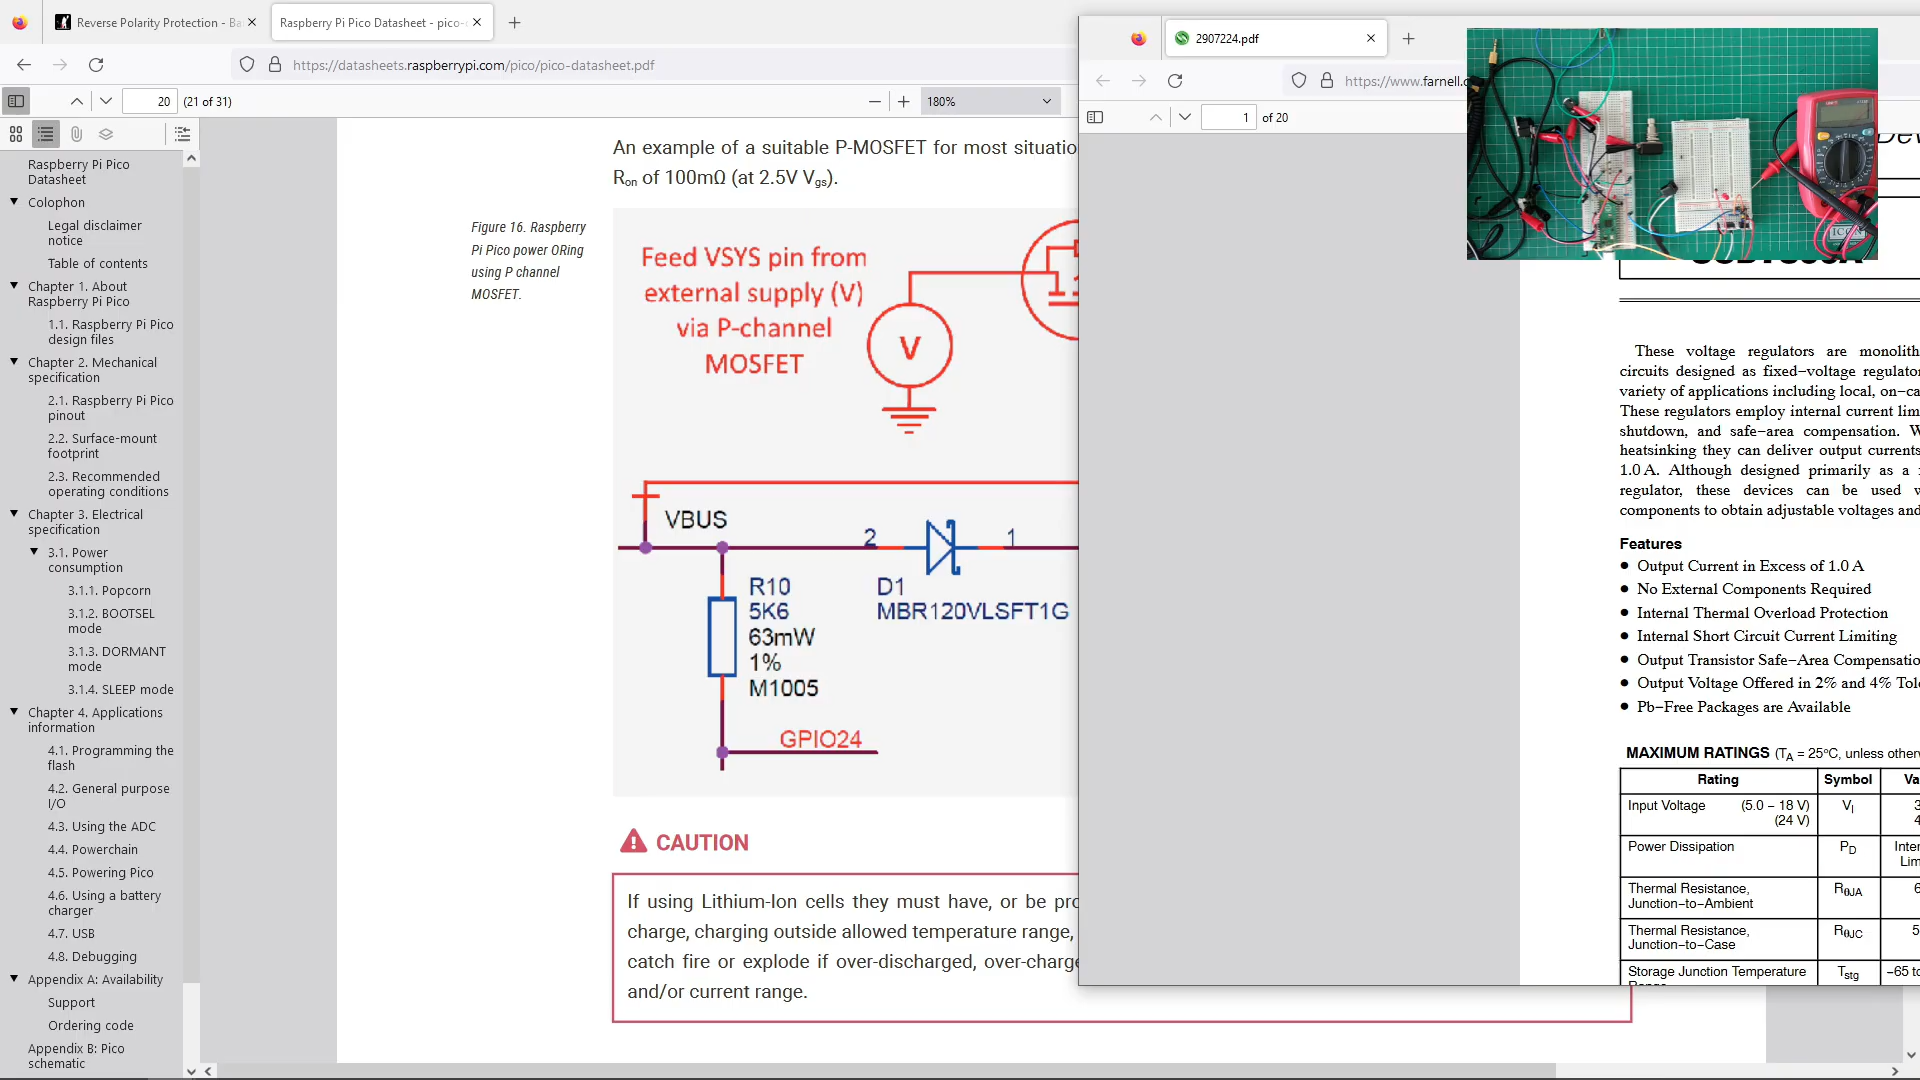 Reverse Polarity Protection - Ba
Raspberry Pi Pico Datasheet - pico-
https://datasheets.raspberrypi.com/pico/pico-datasheet.pdf
20 (21 of 31)
180%
Raspberry Pi Pico
Datasheet
Colophon
Legal disclaimer
notice
Table of contents
Chapter 1. About
Raspberry Pi Pico
1.1. Raspberry Pi Pico
design files
Chapter 2. Mechanical
specification
2.1. Raspberry Pi Pico
pinout
2.2. Surface-mount
footprint
2.3. Recommended
operating conditions
Chapter 3. Electrical
specification
3.1. Power
consumption
3.1.1. Popcorn
3.1.2. BOOTSEL
mode
3.1.3. DORMANT
mode
3.1.4. SLEEP mode
Chapter 4. Applications
information
4.1. Programming the
flash
4.2. General purpose
I/O
4.3. Using the ADC
4.4. Powerchain
4.5. Powering Pico
4.6. Using a battery
charger
4.7. USB
4.8. Debugging
Appendix A: Availability
Support
Ordering code
Appendix B: Pico
schematic
An example of a suitable P-MOSFET for most situatio
Ron of 100mΩ (at 2.5V Vgs).
Figure 16. Raspberry
Pi Pico power ORing
using P channel
MOSFET.
Feed VSYS pin from
external supply (V)
via P-channel
MOSFET
V
VBUS
2
1
R10
5K6
63mW
1%
M1005
D1
MBR120VLSFT1G
GPIO24
CAUTION
If using Lithium-Ion cells they must have, or be pro
charge, charging outside allowed temperature range,
catch fire or explode if over-discharged, over-charge
and/or current range.
2907224.pdf
https://www.farnell.c
1 of 20
ICON
These voltage regulators are monolith
circuits designed as fixed−voltage regulator
variety of applications including local, on−ca
These regulators employ internal current lim
shutdown, and safe−area compensation. W
heatsinking they can deliver output currents
1.0 A. Although designed primarily as a
regulator, these devices can be used w
components to obtain adjustable voltages and
Features
• Output Current in Excess of 1.0 A
• No External Components Required
• Internal Thermal Overload Protection
• Internal Short Circuit Current Limiting
• Output Transistor Safe−Area Compensatio
• Output Voltage Offered in 2% and 4% Tole
• Pb−Free Packages are Available
MAXIMUM RATINGS (TA = 25°C, unless otherw
Rating Symbol Va
Input Voltage (5.0 − 18 V) VI 3
(24 V) 4
Power Dissipation PD Inter
Lim
Thermal Resistance, RθJA 6
Junction−to−Ambient
Thermal Resistance, RθJC 5
Junction−to−Case
Storage Junction Temperature Tstg −65 to